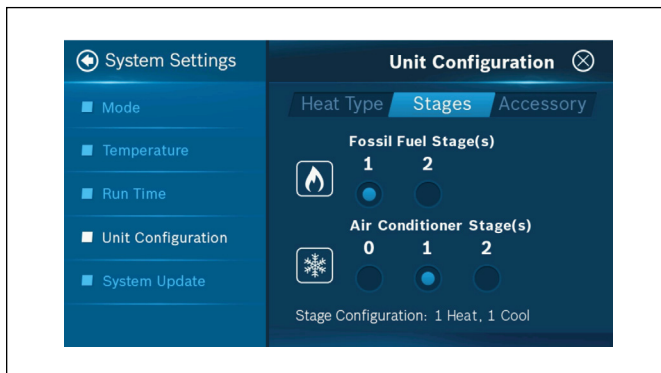 System Settings
Mode
Temperature
Run Time
Unit Configuration
System Update
Unit Configuration
Heat Type Stages Accessory
Fossil Fuel Stage(s)
1 2
Air Conditioner Stage(s)
0 1 2
Stage Configuration: 1 Heat, 1 Cool